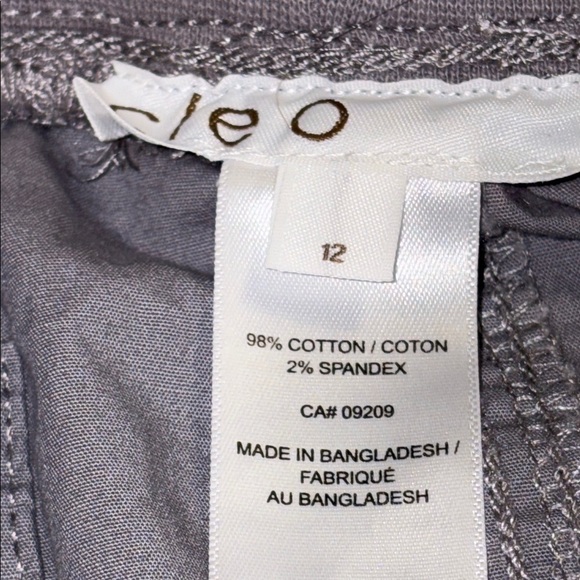 cleo
12
98% COTTON / COTON
2% SPANDEX
CA# 09209
MADE IN BANGLADESH /
FABRIQUÉ
AU BANGLADESH